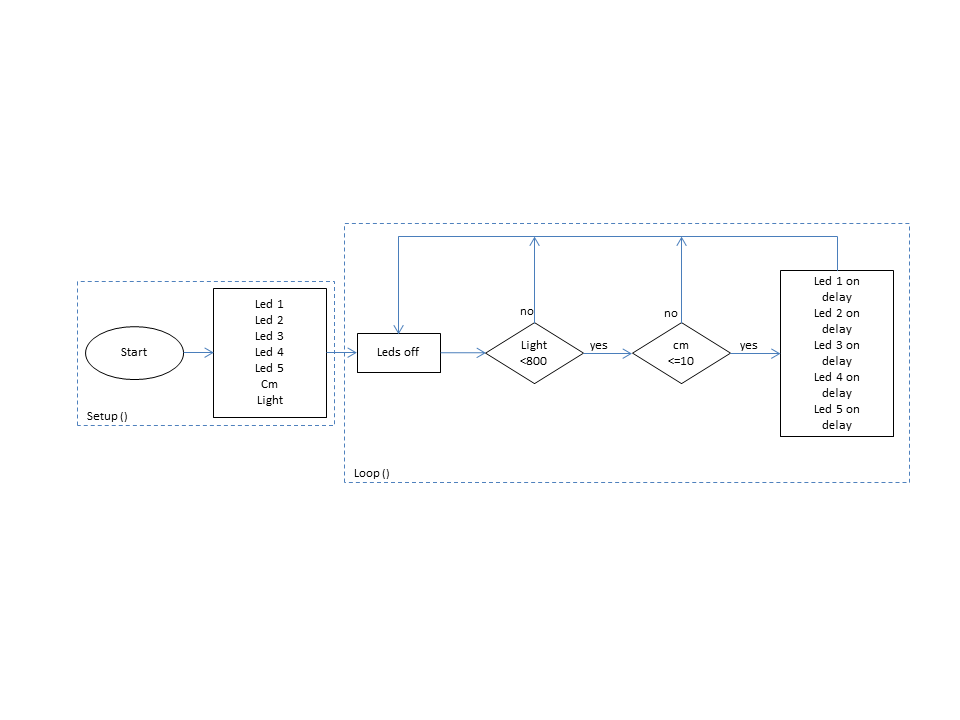 Start
Led 1
Led 2
Led 3
Led 4
Led 5
Cm
Light
Setup ()
Leds off
no
Light
<800
yes
no
cm
<=10
yes
Led 1 on
delay
Led 2 on
delay
Led 3 on
delay
Led 4 on
delay
Led 5 on
delay
Loop ()